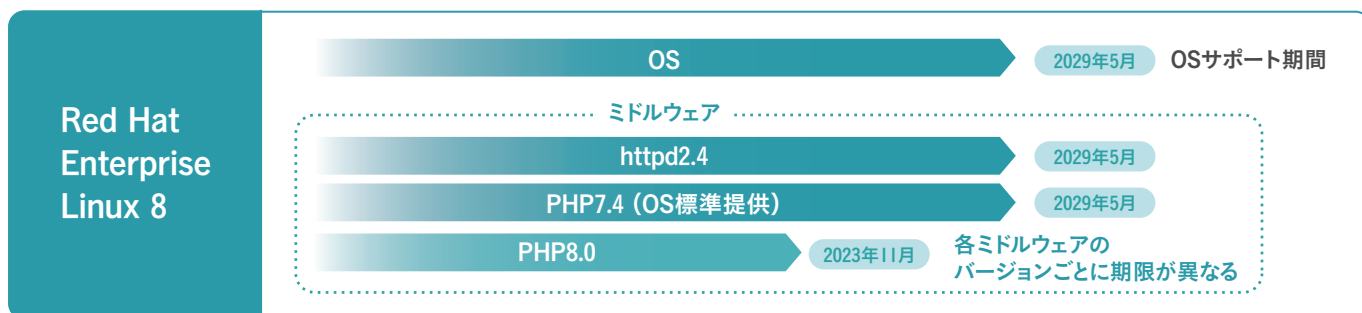 Red Hat
Enterprise
Linux 8
OS
2029年5月
OSサポート期間
ミドルウェア
httpd2.4
2029年5月
PHP7.4（OS標準提供）
2029年5月
PHP8.0
2023年11月
各ミドルウェアの
バージョンごとに期限が異なる